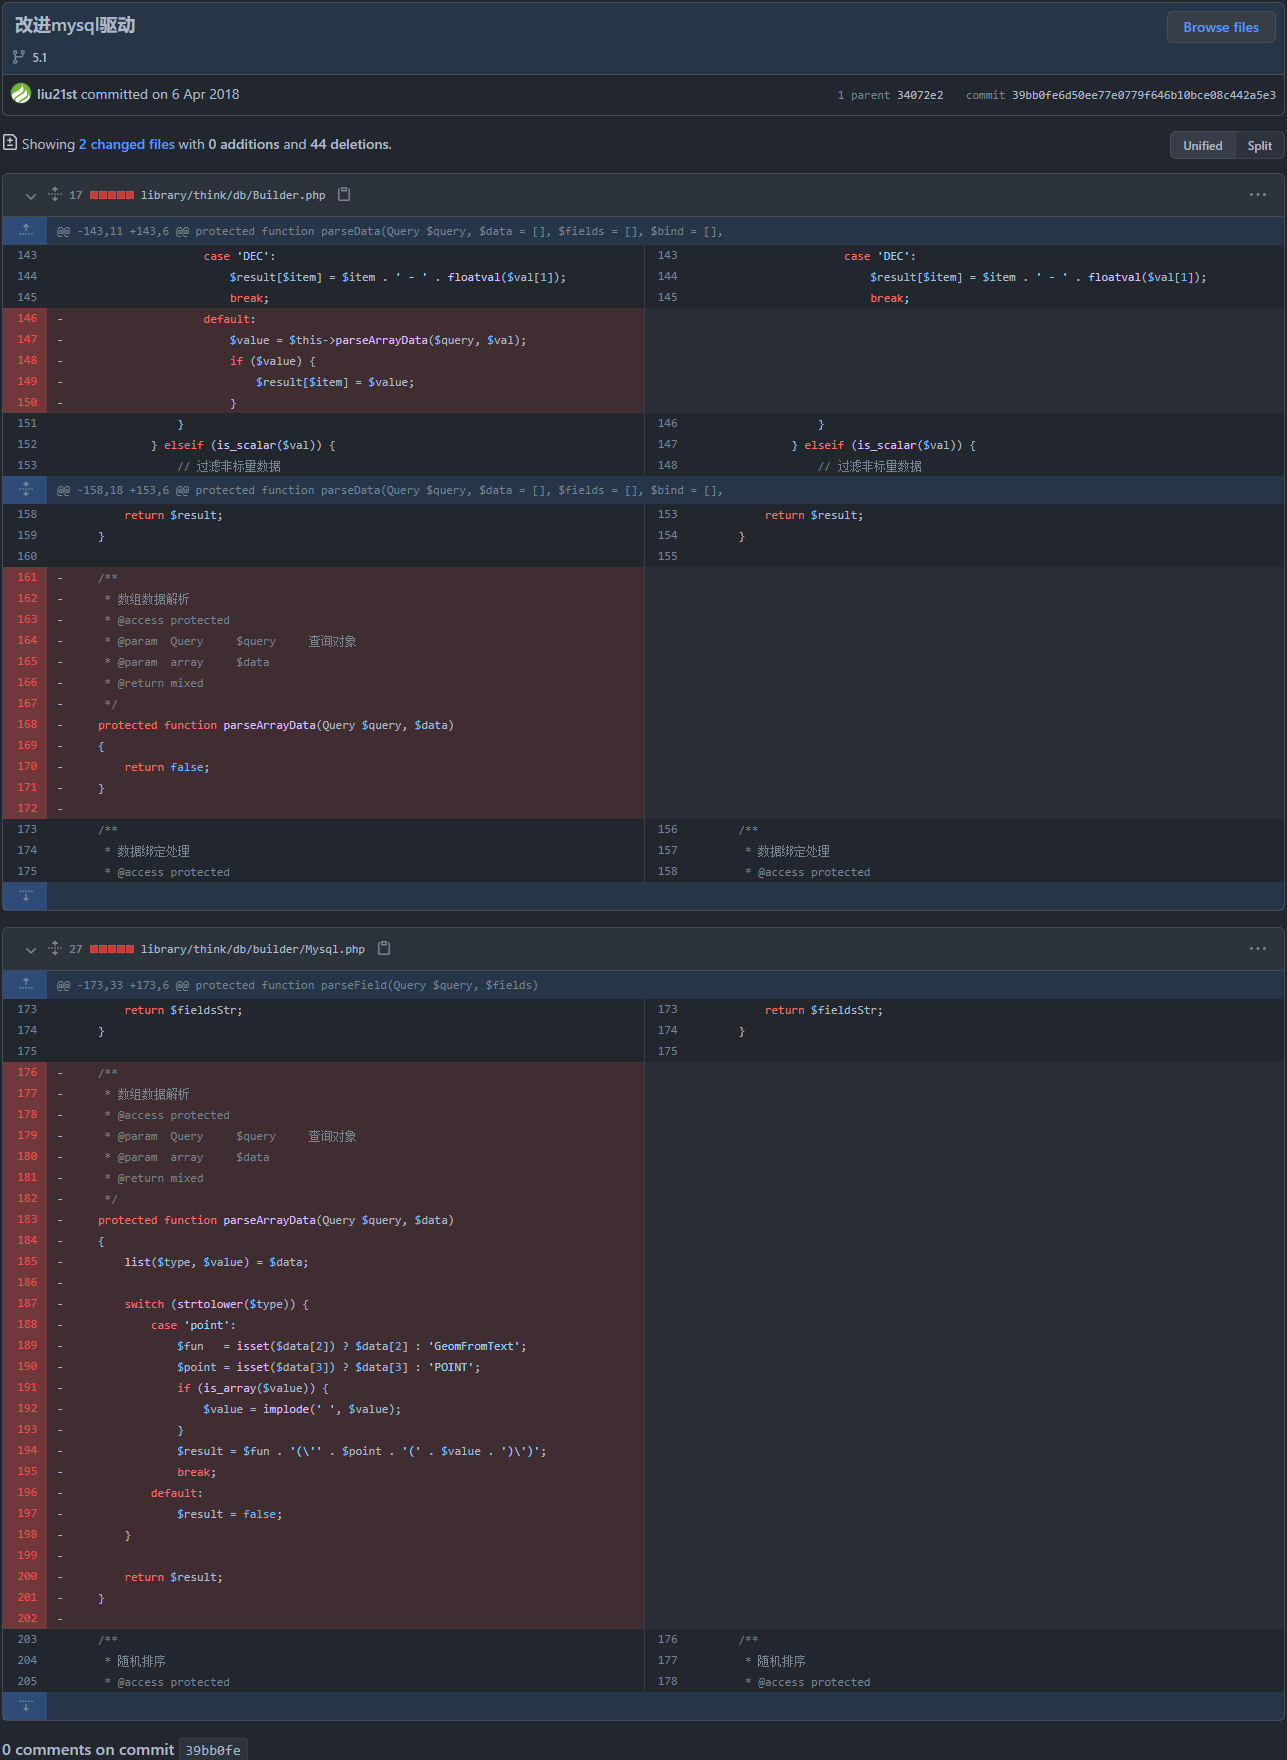 改进mysql驱动
Browse files
5.1
liu21st committed on 6 Apr 2018
1 parent 34072e2 commit 39bb0fe6d50ee77e0779f646b10bce08c442a5e3
Showing 2 changed files with 0 additions and 44 deletions.
Unified Split
17 library/think/db/Builder.php
@@ -143,11 +143,6 @@ protected function parseData(Query $query, $data = [], $fields = [], $bind = [],
143 case 'DEC': 143 case 'DEC':
144 $result[$item] = $item . ' - ' . floatval($val[1]); 144 $result[$item] = $item . ' - ' . floatval($val[1]);
145 break; 145 break;
146 - default:
147 - $value = $this->parseArrayData($query, $val);
148 - if ($value) {
149 - $result[$item] = $value;
150 - }
151 } 146 }
152 } elseif (is_scalar($val)) { 147 } elseif (is_scalar($val)) {
153 // 过滤非标量数据 148 // 过滤非标量数据
@@ -158,18 +153,6 @@ protected function parseData(Query $query, $data = [], $fields = [], $bind = [],
158 return $result; 153 return $result;
159 } 154 }
160 155
161 - /**
162 - * 数组数据解析
163 - * @access protected
164 - * @param Query $query 查询对象
165 - * @param array $data
166 - * @return mixed
167 - */
168 - protected function parseArrayData(Query $query, $data)
169 - {
170 - return false;
171 - }
172 -
173 /** 156 /**
174 * 数据绑定处理 157 * 数据绑定处理
175 * @access protected 158 * @access protected
27 library/think/db/builder/Mysql.php
@@ -173,33 +173,6 @@ protected function parseField(Query $query, $fields)
173 return $fieldsStr; 173 return $fieldsStr;
174 } 174 }
175 175
176 - /**
177 - * 数组数据解析
178 - * @access protected
179 - * @param Query $query 查询对象
180 - * @param array $data
181 - * @return mixed
182 - */
183 - protected function parseArrayData(Query $query, $data)
184 - {
185 - list($type, $value) = $data;
186 -
187 - switch (strtolower($type)) {
188 - case 'point':
189 - $fun = isset($data[2]) ? $data[2] : 'GeomFromText';
190 - $point = isset($data[3]) ? $data[3] : 'POINT';
191 - if (is_array($value)) {
192 - $value = implode(' ', $value);
193 - }
194 - $result = $fun . '(\'' . $point . '(' . $value . ')\')';
195 - break;
196 - default:
197 - $result = false;
198 - }
199 -
200 - return $result;
201 - }
202 -
203 /** 176 /**
204 * 随机排序 177 * 随机排序
205 * @access protected 178 * @access protected
0 comments on commit 39bb0fe